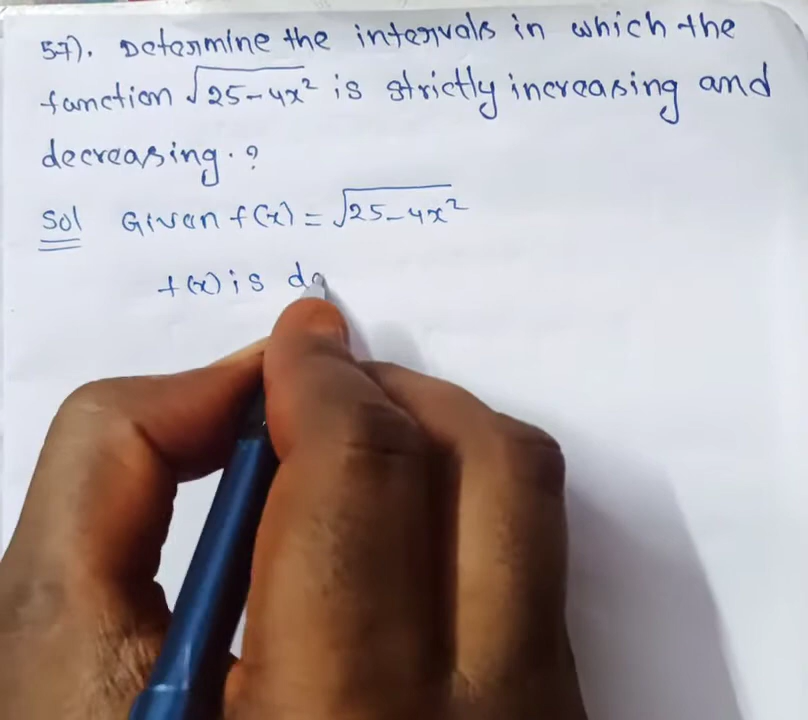 57). Determine the intervals in which the
function √25-4x² is strictly increasing and
decreasing.?
Sol Given f(x) = √25-4x²
f(x) is de